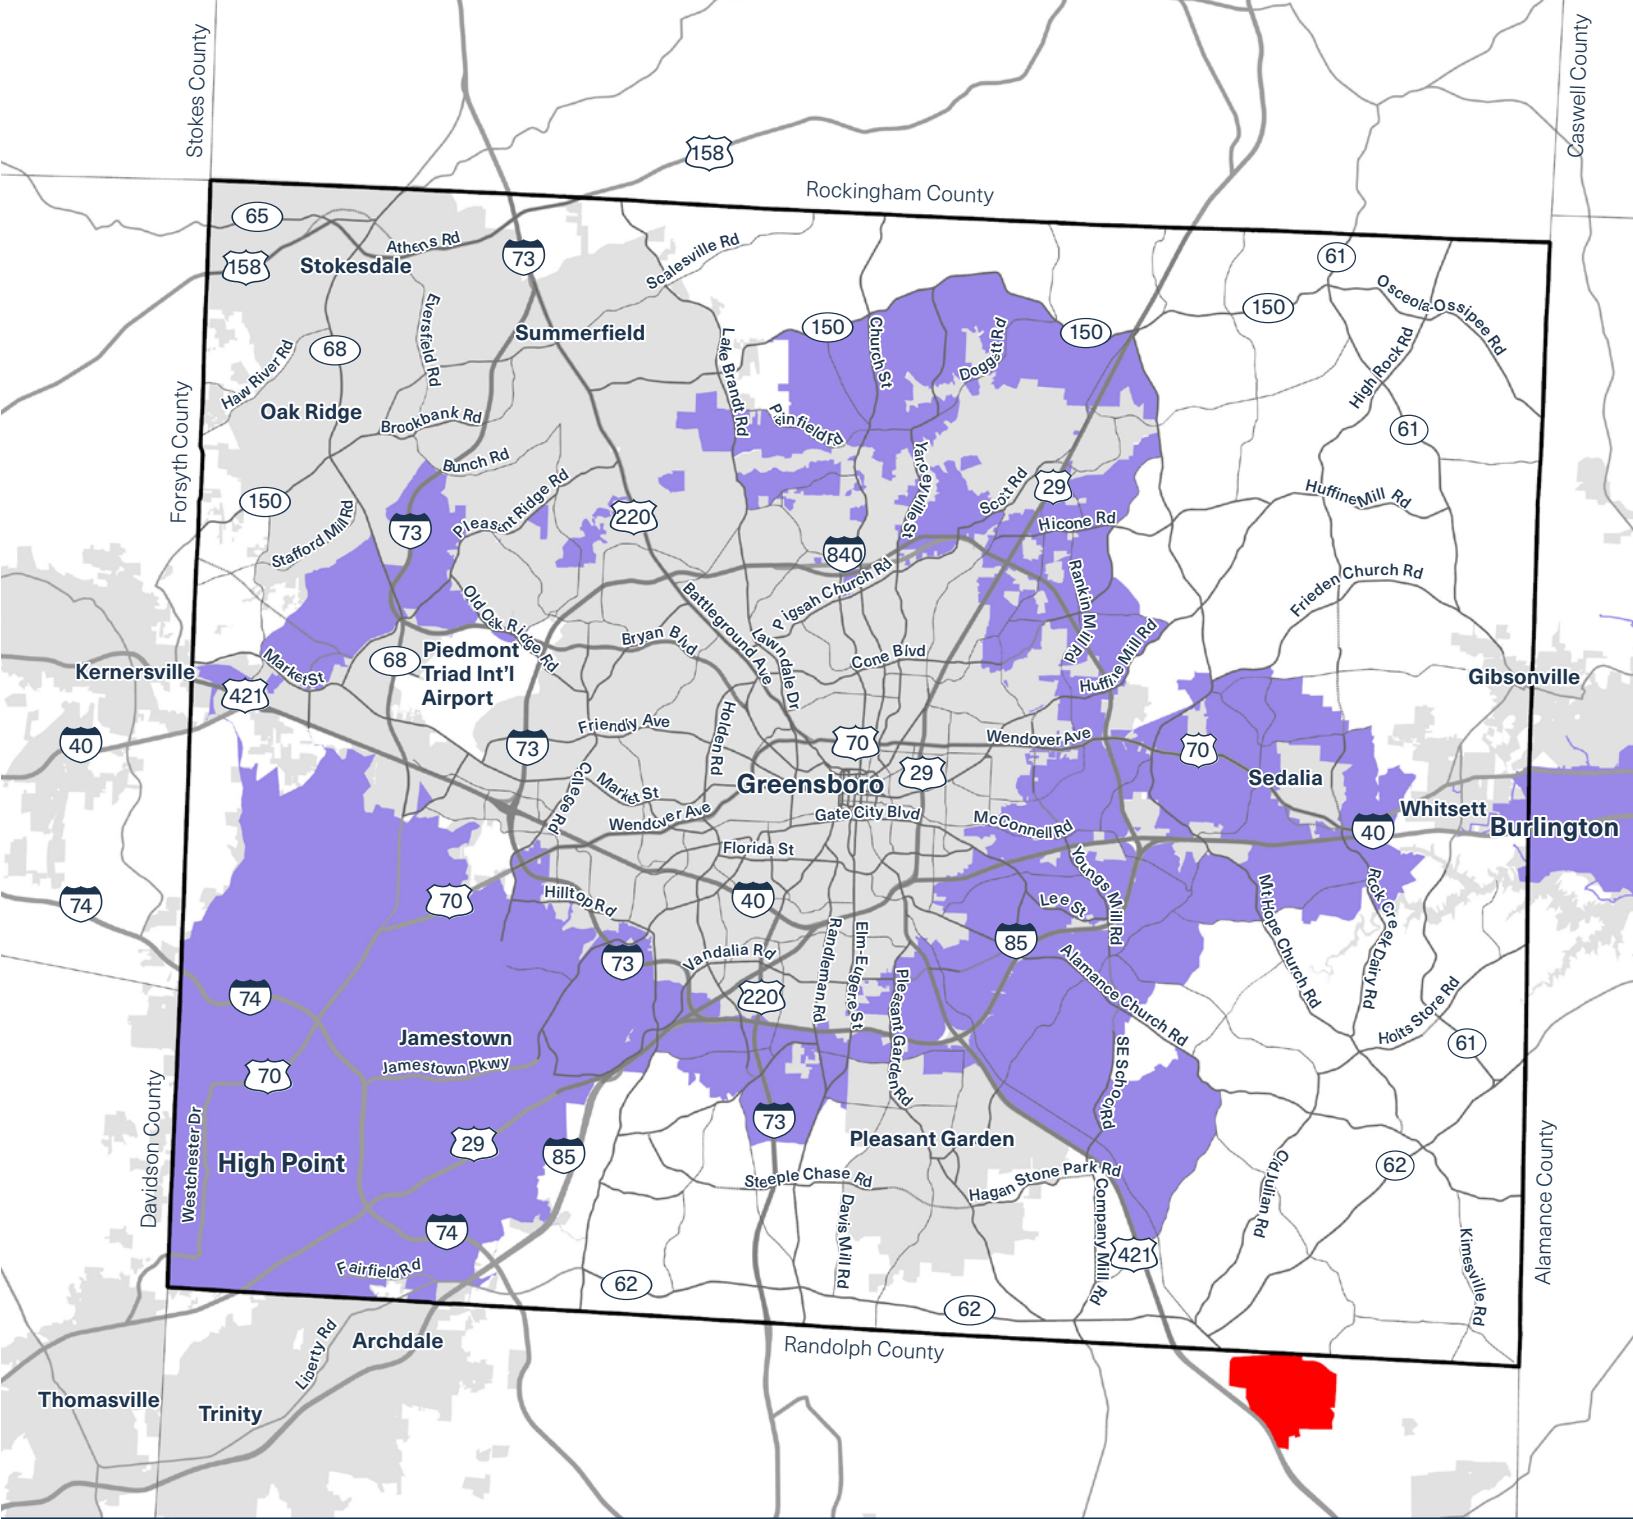 Stokes County
Caswell County
158
Rockingham County
65
Athens Rd
158
Stokesdale
73
Scalesville Rd
61
150
Osceola-Ossipee Rd
Eversfield Rd
Summerfield
150
Church St
Doggett Rd
150
68
Haw River Rd
Lake Brandt Rd
High Rock Rd
Oak Ridge
Brookbank Rd
Forsyth County
61
Bunch Rd
Yanceyville St
Scott Rd
29
150
Pleasant Ridge Rd
220
Huffine Mill Rd
73
Stafford Mill Rd
Hicone Rd
840
Pigsah Church Rd
Rankin Mill Rd
Frieden Church Rd
Old Oak Ridge Rd
Battleground Ave
Lawndale Dr
Bryan Blvd
Cone Blvd
Huffine Mill Rd
Kernersville
Market St
68
Piedmont
Triad Int'l
Airport
Gibsonville
421
40
73
Friendly Ave
Holden Rd
70
Wendover Ave
70
29
Sedalia
Greensboro
College Rd
Market St
Wendover Ave
Gate City Blvd
McConnell Rd
Whitsett
40
Burlington
Florida St
74
70
Hilltop Rd
40
Youngs Mill Rd
Lee St
Mt Hope Church Rd
Rock Creek Dairy Rd
85
73
Vandalia Rd
Randleman Rd
Elm-Eugene St
Alamance Church Rd
74
220
Pleasant Garden Rd
Hoits Store Rd
Jamestown
61
Jamestown Pkwy
70
SE School Rd
Davidson County
Westchester Dr
73
High Point
29
85
Pleasant Garden
62
Alamance County
Steeple Chase Rd
Hagan Stone Park Rd
Old Julian Rd
Davis Mill Rd
Company Mill Rd
74
421
Kimesville Rd
Fairfield Rd
62
62
Archdale
Liberty Rd
Randolph County
Thomasville
Trinity